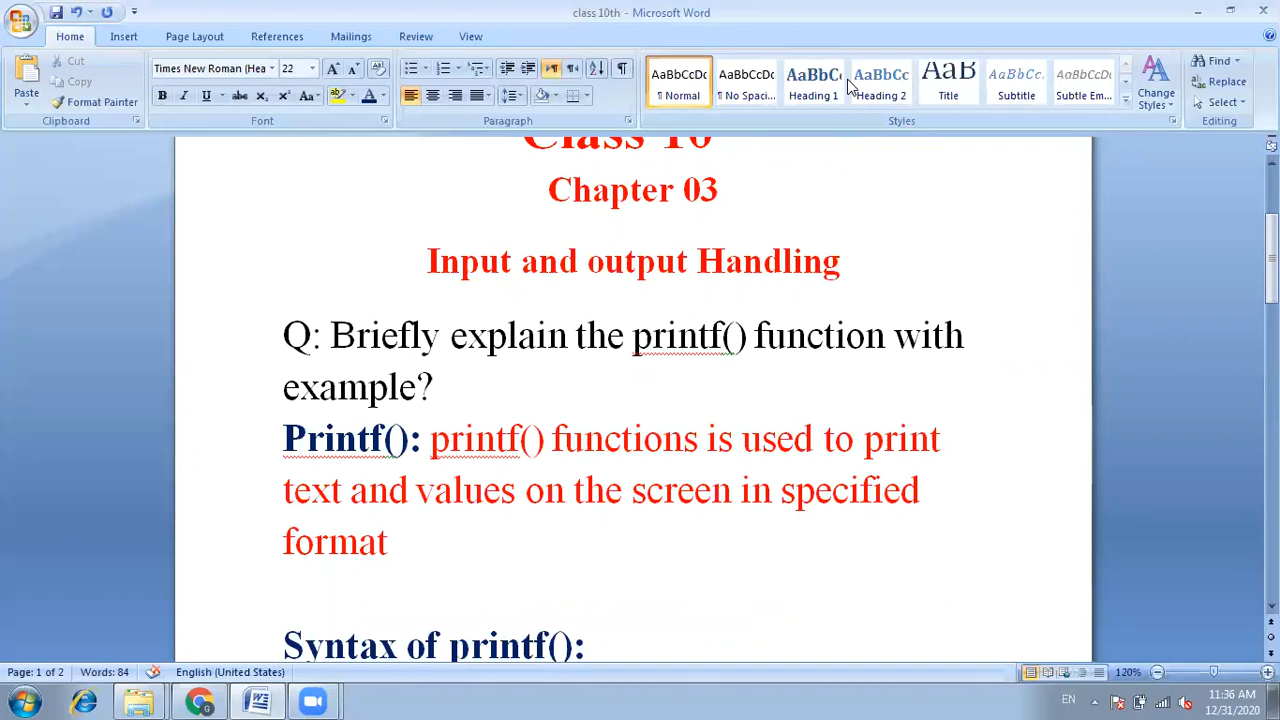 class 10th - Microsoft Word
Home Insert Page Layout References Mailings Review View
Paste
Cut
Copy
Format Painter
Clipboard
Times New Roman (Hea 22
Font
Paragraph
AaBbCcDc AaBbCcDc AaBbC AaBbCc AaB AaBbCc. AaBbCcDc
¶ Normal ¶ No Spaci... Heading 1 Heading 2 Title Subtitle Subtle Em...
Styles
Change
Styles
Find
Replace
Select
Editing
Class 10
Chapter 03
Input and output Handling
Q: Briefly explain the printf() function with
example?
Printf(): printf() functions is used to print
text and values on the screen in specified
format
Syntax of printf():
Page: 1 of 2 Words: 84 English (United States) 120%
EN 11:36 AM
12/31/2020